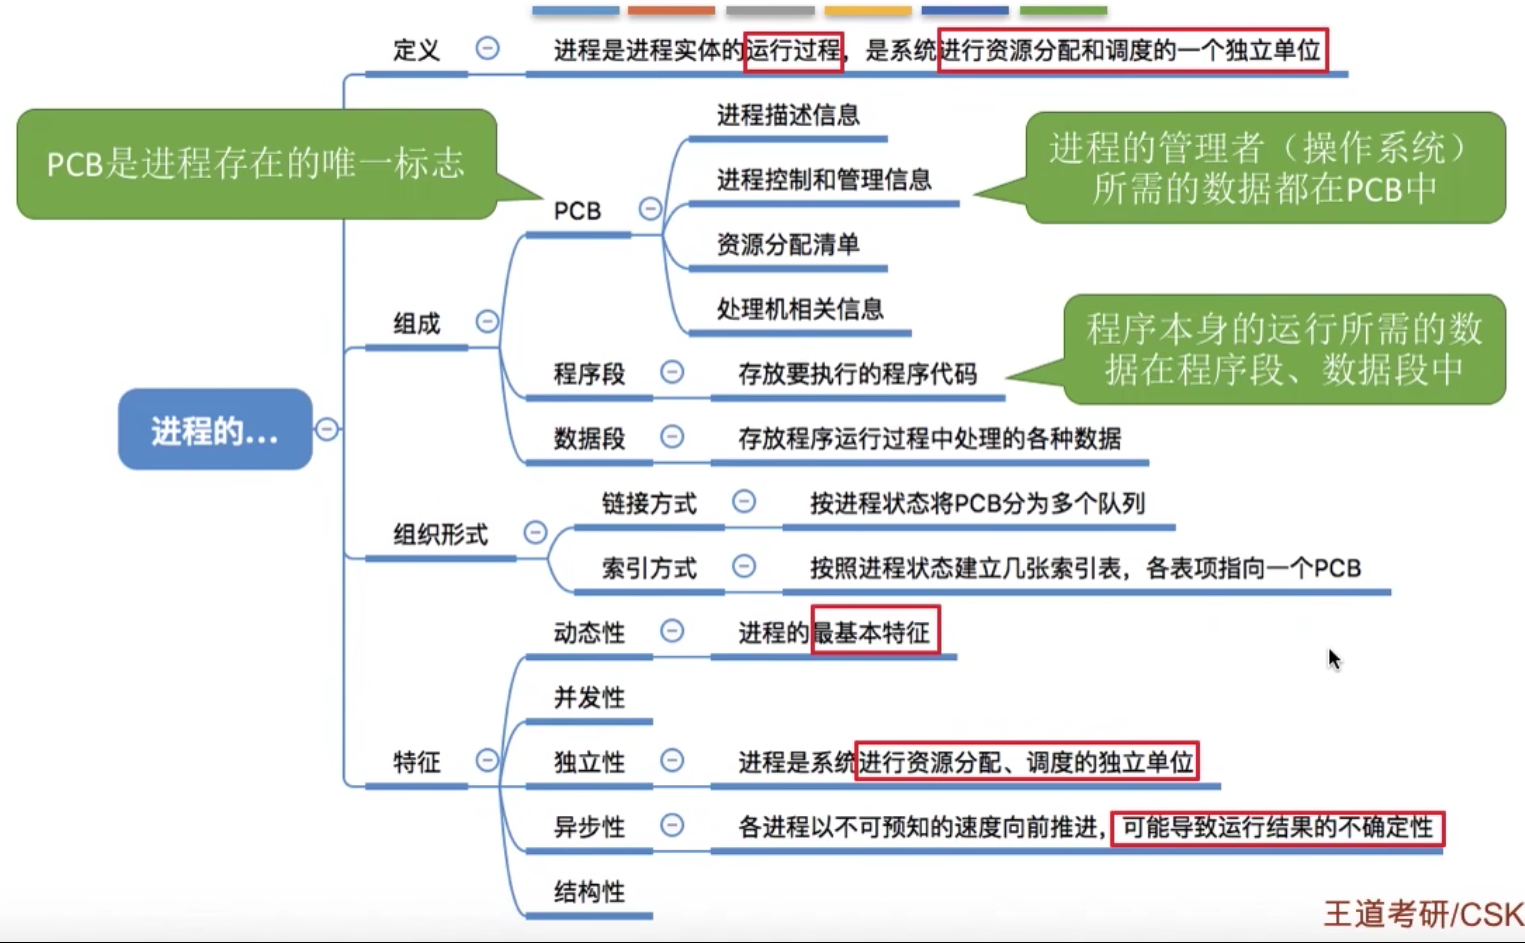 定义
进程是进程实体的运行过程，是系统进行资源分配和调度的一个独立单位
PCB是进程存在的唯一标志
进程描述信息
进程的管理者（操作系统）
所需的数据都在PCB中
进程控制和管理信息
PCB
资源分配清单
处理机相关信息
组成
程序本身的运行所需的数
据在程序段、数据段中
程序段
存放要执行的程序代码
进程的...
数据段
存放程序运行过程中处理的各种数据
链接方式
按进程状态将PCB分为多个队列
组织形式
索引方式
按照进程状态建立几张索引表，各表项指向一个PCB
动态性
进程的最基本特征
并发性
特征
独立性
进程是系统进行资源分配、调度的独立单位
异步性
各进程以不可预知的速度向前推进，可能导致运行结果的不确定性
结构性
王道考研/CSK